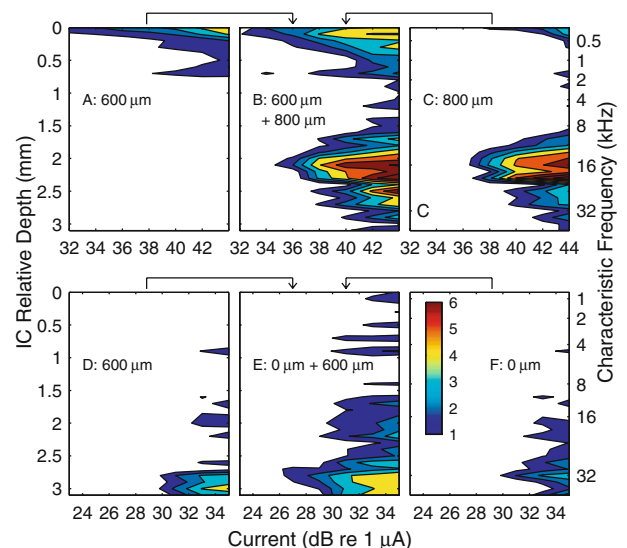 0
0.5
1
1.5
2.0
2.5
3
IC Relative Depth (mm)
A: 600 µm
B: 600 µm
+ 800 µm
C: 800 µm
C
0.5
1
2
4
8
16
32
Characteristic Frequency (kHz)
32 34 36 38 40 42
32 34 36 38 40 42
32 34 36 38 40 42 44
0
0.5
1
1.5
2
2.5
3
D: 600 µm
E: 0 µm + 600 µm
F: 0 µm
6
5
4
3
2
1
1
2
4
8
16
32
24 26 28 30 32 34
24 26 28 30 32 34
24 26 28 30 32 34
Current (dB re 1 µA)